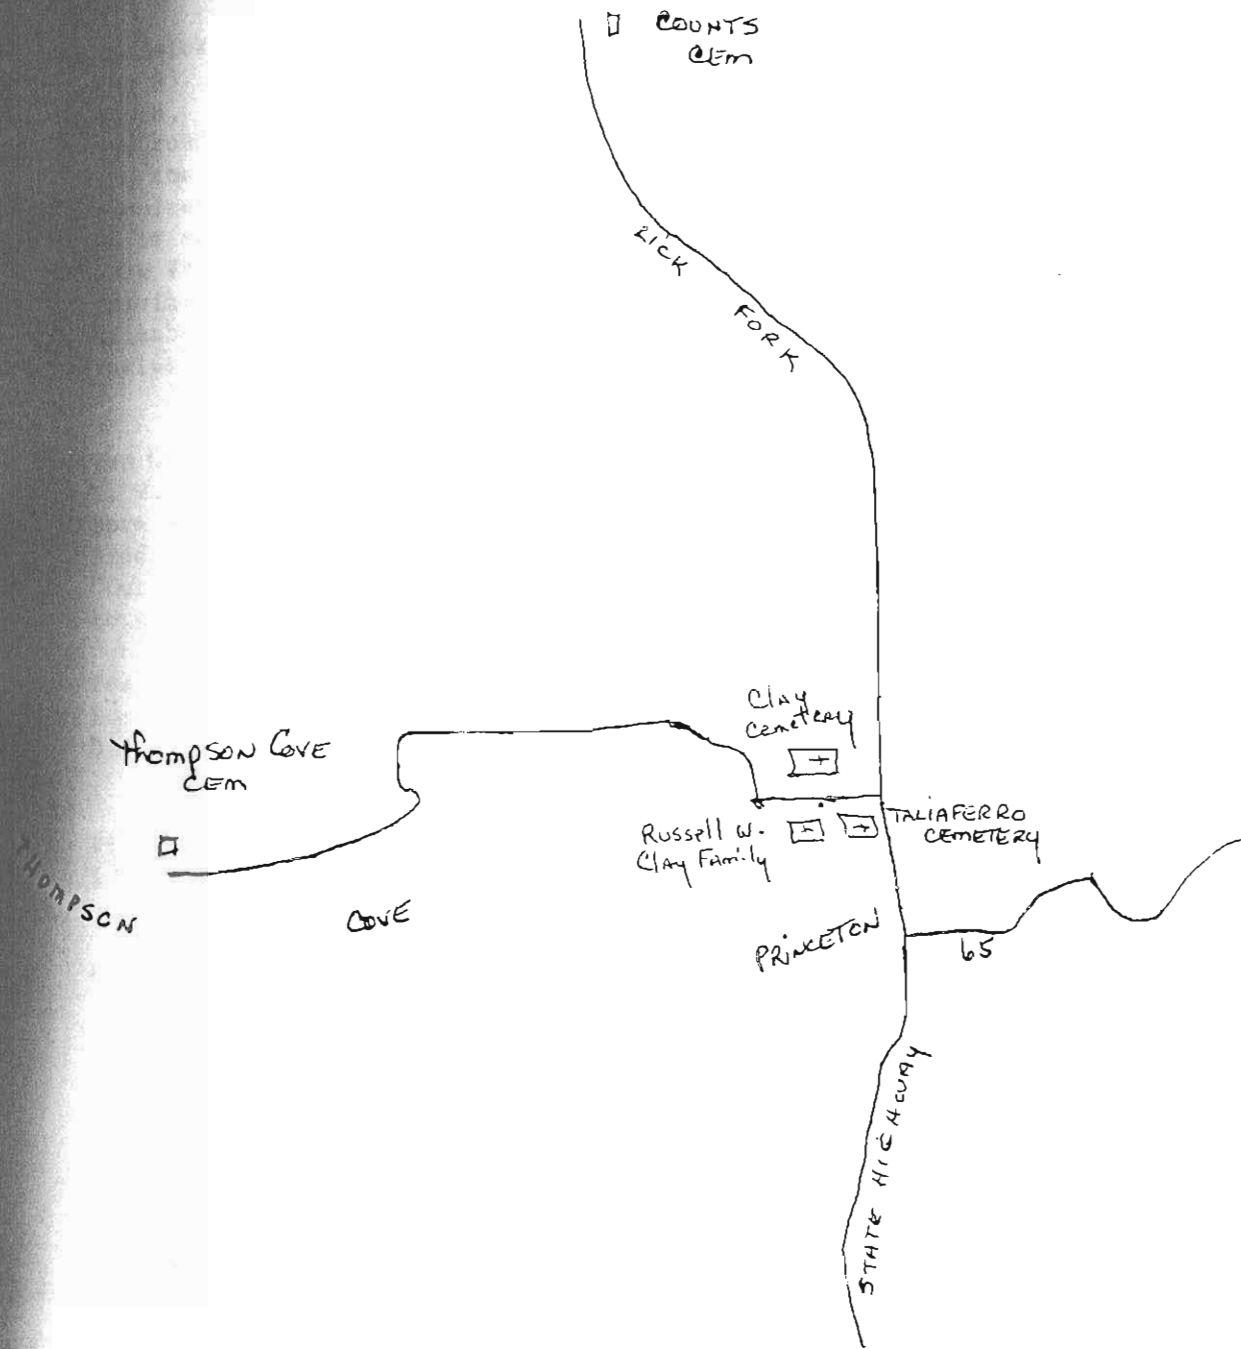 COUNTS
CEm
LICK
FORK
Clay
Cemetery
Thompson Cove
CEm
Russell W.
Clay Family
TALIAFERRO
CEMETERY
THOMPSON
COVE
PRINCETON
65
STATE HIGHWAY